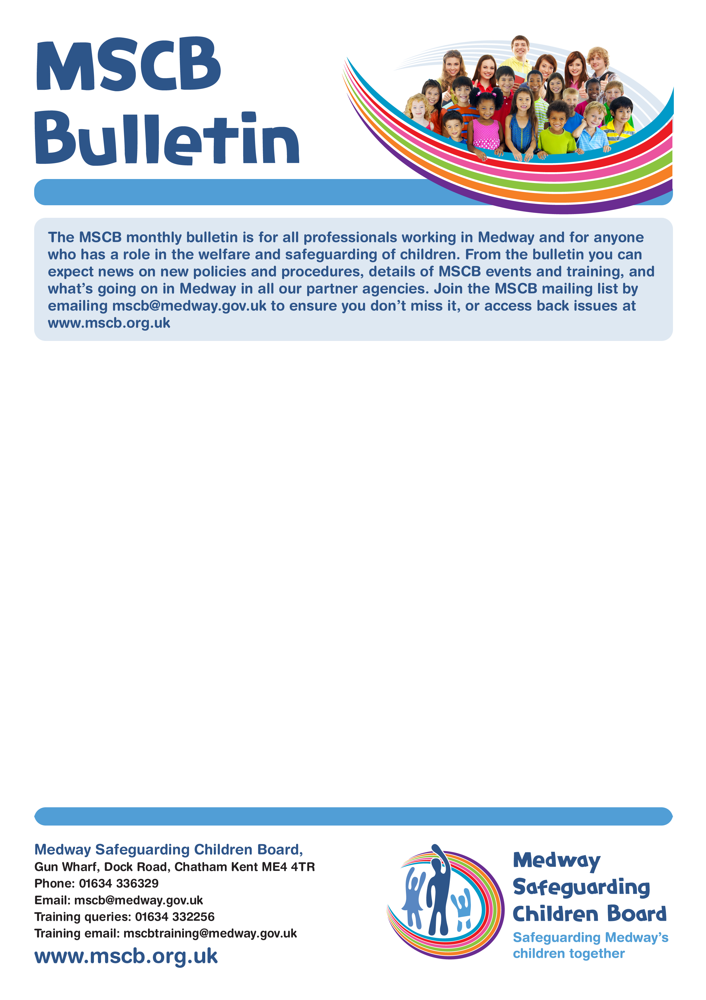 MSCB
Bulletin
The MSCB monthly bulletin is for all professionals working in Medway and for anyone
who has a role in the welfare and safeguarding of children. From the bulletin you can
expect news on new policies and procedures, details of MSCB events and training, and
what’s going on in Medway in all our partner agencies. Join the MSCB mailing list by
emailing mscb@medway.gov.uk to ensure you don’t miss it, or access back issues at
www.mscb.org.uk
Medway Safeguarding Children Board,
Gun Wharf, Dock Road, Chatham Kent ME4 4TR
Phone: 01634 336329
Email: mscb@medway.gov.uk
Training queries: 01634 332256
Training email: mscbtraining@medway.gov.uk
www.mscb.org.uk
Medway
Safeguarding
Children Board
Safeguarding Medway’s
children together